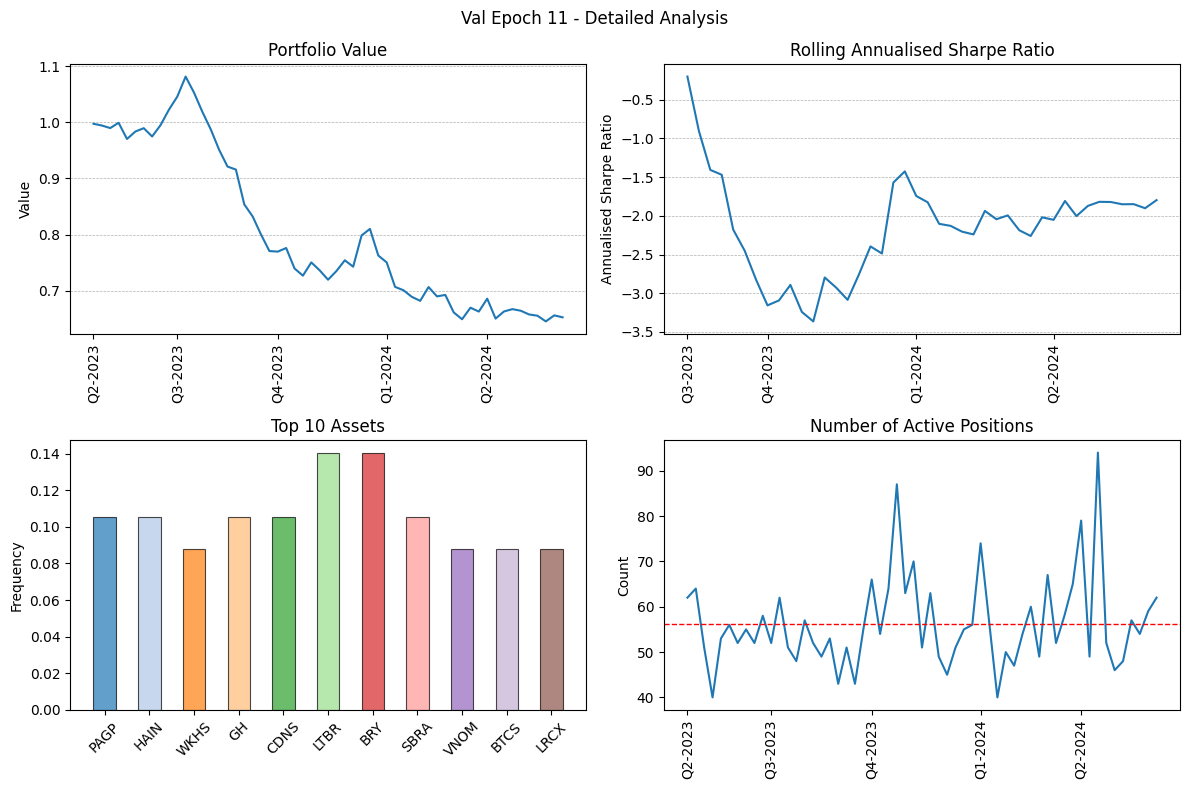 Val Epoch 11 - Detailed Analysis
Portfolio Value
Value
1.1
1.0
0.9
0.8
0.7
Q2-2023
Q3-2023
Q4-2023
Q1-2024
Q2-2024
Rolling Annualised Sharpe Ratio
Annualised Sharpe Ratio
−0.5
−1.0
−1.5
−2.0
−2.5
−3.0
−3.5
Q3-2023
Q4-2023
Q1-2024
Q2-2024
Top 10 Assets
Frequency
0.14
0.12
0.10
0.08
0.06
0.04
0.02
0.00
PAGP
HAIN
WKHS
GH
CDNS
LTBR
BRY
SBRA
VNOM
BTCS
LRCX
Number of Active Positions
Count
90
80
70
60
50
40
Q2-2023
Q3-2023
Q4-2023
Q1-2024
Q2-2024